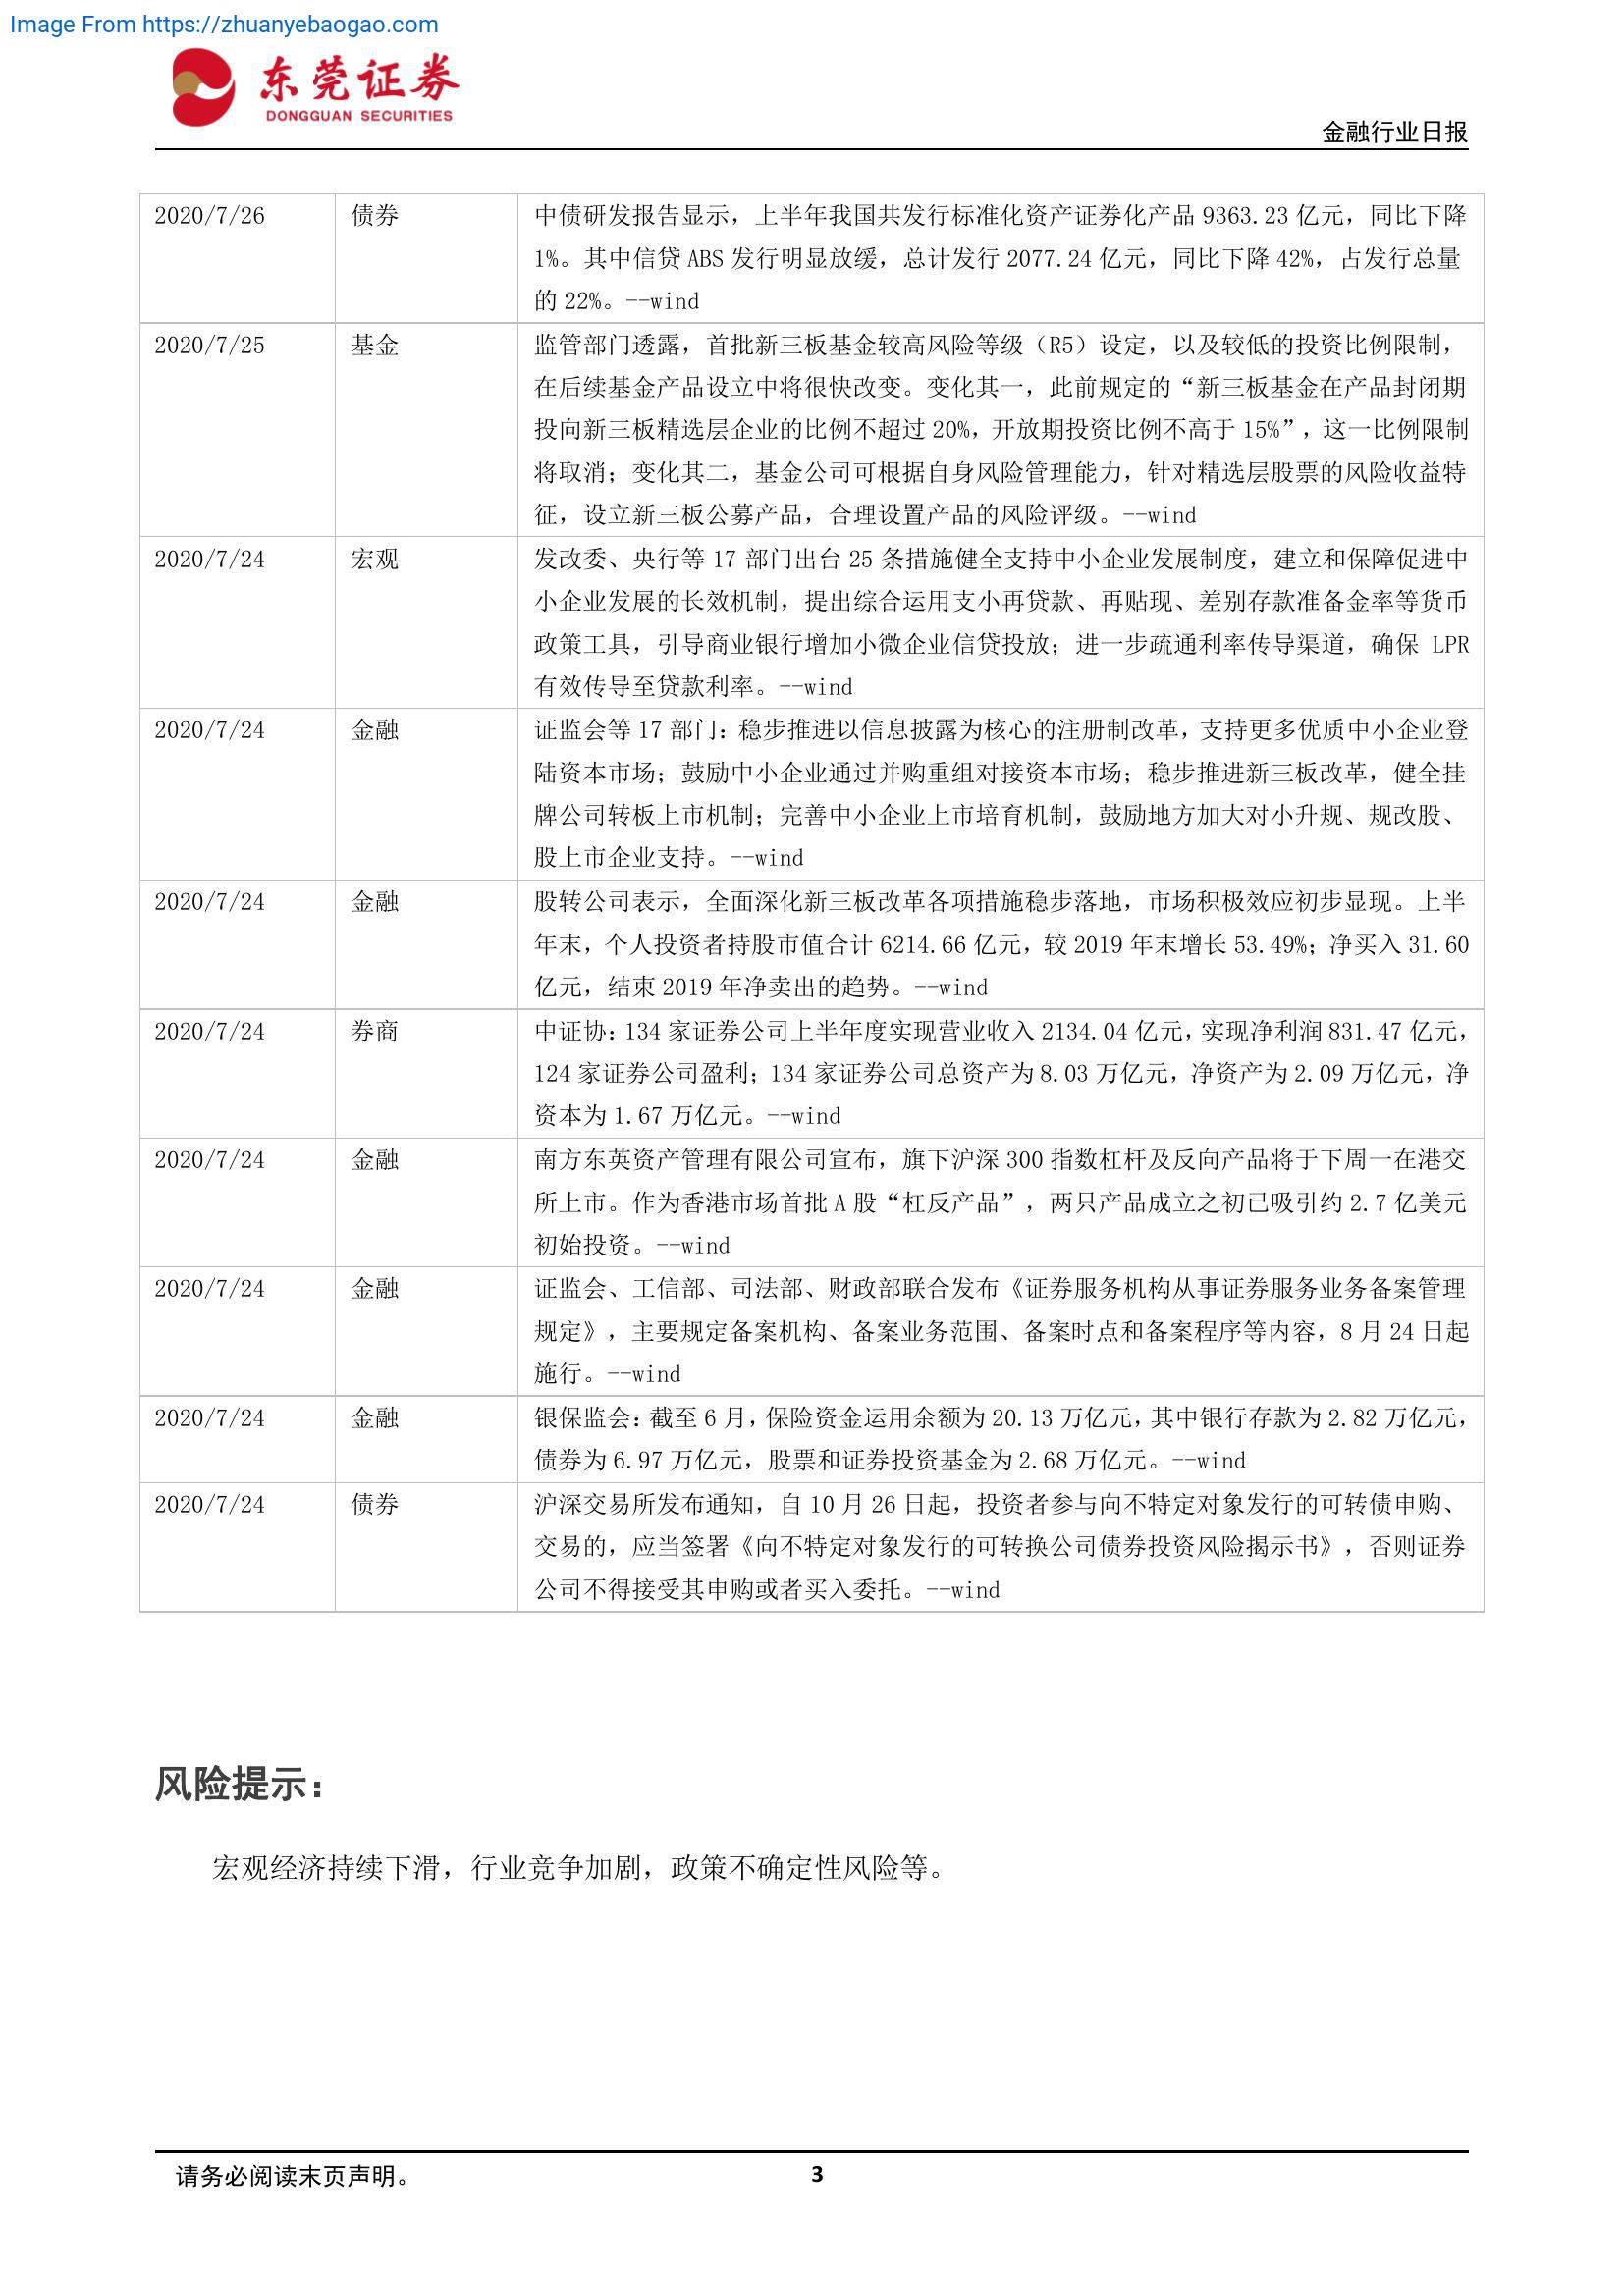 Image From https://zhuanyebaogao.com
东莞证券
DONGGUAN SECURITIES
金融行业日报
2020/7/26 债券 中债研发报告显示，上半年我国共发行标准化资产证券化产品 9363.23 亿元，同比下降
1%。其中信贷 ABS 发行明显放缓，总计发行 2077.24 亿元，同比下降 42%，占发行总量
的 22%。--wind
2020/7/25 基金 监管部门透露，首批新三板基金较高风险等级（R5）设定，以及较低的投资比例限制，
在后续基金产品设立中将很快改变。变化其一，此前规定的“新三板基金在产品封闭期
投向新三板精选层企业的比例不超过 20%，开放期投资比例不高于 15%”，这一比例限制
将取消；变化其二，基金公司可根据自身风险管理能力，针对精选层股票的风险收益特
征，设立新三板公募产品，合理设置产品的风险评级。--wind
2020/7/24 宏观 发改委、央行等 17 部门出台 25 条措施健全支持中小企业发展制度，建立和保障促进中
小企业发展的长效机制，提出综合运用支小再贷款、再贴现、差别存款准备金率等货币
政策工具，引导商业银行增加小微企业信贷投放；进一步疏通利率传导渠道，确保 LPR
有效传导至贷款利率。--wind
2020/7/24 金融 证监会等 17 部门：稳步推进以信息披露为核心的注册制改革，支持更多优质中小企业登
陆资本市场；鼓励中小企业通过并购重组对接资本市场；稳步推进新三板改革，健全挂
牌公司转板上市机制；完善中小企业上市培育机制，鼓励地方加大对小升规、规改股、
股上市企业支持。--wind
2020/7/24 金融 股转公司表示，全面深化新三板改革各项措施稳步落地，市场积极效应初步显现。上半
年末，个人投资者持股市值合计 6214.66 亿元，较 2019 年末增长 53.49%；净买入 31.60
亿元，结束 2019 年净卖出的趋势。--wind
2020/7/24 券商 中证协：134 家证券公司上半年度实现营业收入 2134.04 亿元，实现净利润 831.47 亿元，
124 家证券公司盈利；134 家证券公司总资产为 8.03 万亿元，净资产为 2.09 万亿元，净
资本为 1.67 万亿元。--wind
2020/7/24 金融 南方东英资产管理有限公司宣布，旗下沪深 300 指数杠杆及反向产品将于下周一在港交
所上市。作为香港市场首批 A 股“杠反产品”，两只产品成立之初已吸引约 2.7 亿美元
初始投资。--wind
2020/7/24 金融 证监会、工信部、司法部、财政部联合发布《证券服务机构从事证券服务业务备案管理
规定》，主要规定备案机构、备案业务范围、备案时点和备案程序等内容，8 月 24 日起
施行。--wind
2020/7/24 金融 银保监会：截至 6 月，保险资金运用余额为 20.13 万亿元，其中银行存款为 2.82 万亿元，
债券为 6.97 万亿元，股票和证券投资基金为 2.68 万亿元。--wind
2020/7/24 债券 沪深交易所发布通知，自 10 月 26 日起，投资者参与向不特定对象发行的可转债申购、
交易的，应当签署《向不特定对象发行的可转换公司债券投资风险揭示书》，否则证券
公司不得接受其申购或者买入委托。--wind
风险提示：
宏观经济持续下滑，行业竞争加剧，政策不确定性风险等。
请务必阅读末页声明。
3